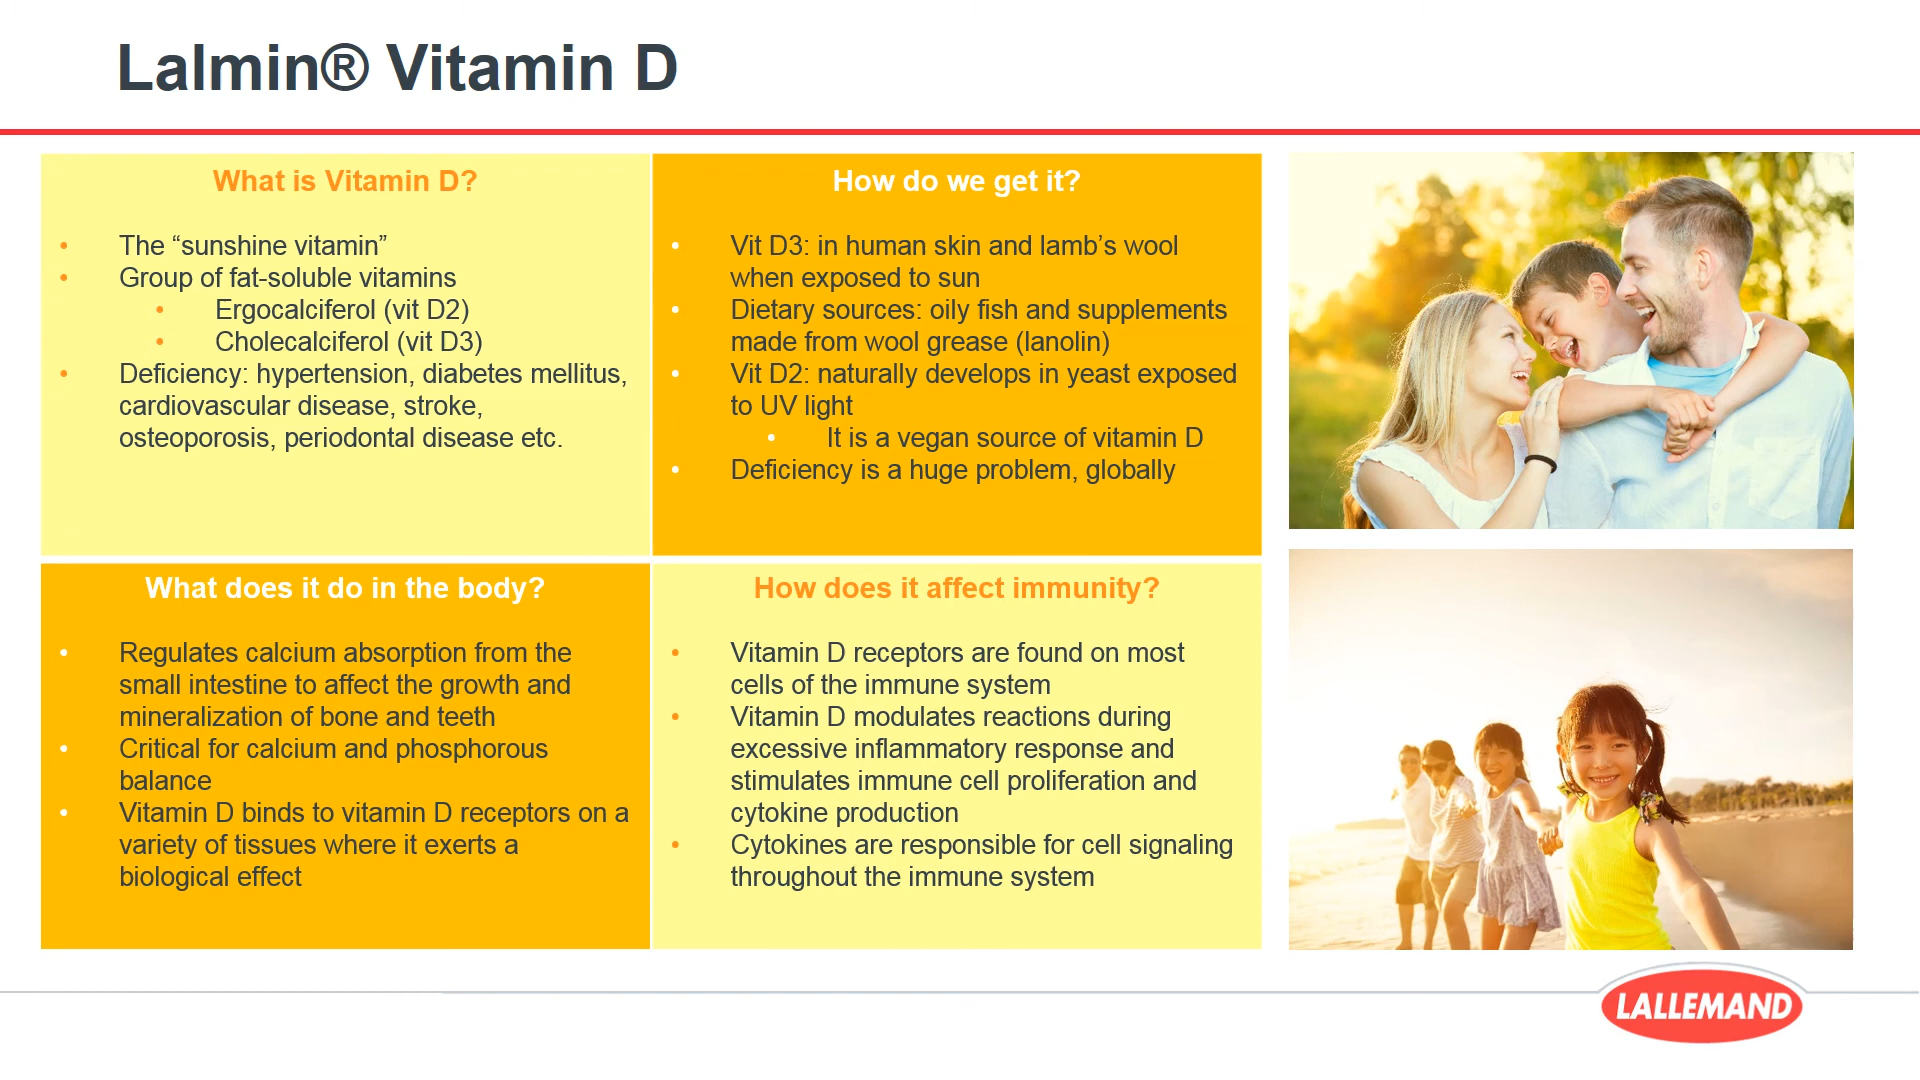 Lalmin® Vitamin D
What is Vitamin D?
• The “sunshine vitamin”
• Group of fat-soluble vitamins
• Ergocalciferol (vit D2)
• Cholecalciferol (vit D3)
• Deficiency: hypertension, diabetes mellitus,
cardiovascular disease, stroke,
osteoporosis, periodontal disease etc.
How do we get it?
• Vit D3: in human skin and lamb’s wool
when exposed to sun
• Dietary sources: oily fish and supplements
made from wool grease (lanolin)
• Vit D2: naturally develops in yeast exposed
to UV light
• It is a vegan source of vitamin D
• Deficiency is a huge problem, globally
What does it do in the body?
• Regulates calcium absorption from the
small intestine to affect the growth and
mineralization of bone and teeth
• Critical for calcium and phosphorous
balance
• Vitamin D binds to vitamin D receptors on a
variety of tissues where it exerts a
biological effect
How does it affect immunity?
• Vitamin D receptors are found on most
cells of the immune system
• Vitamin D modulates reactions during
excessive inflammatory response and
stimulates immune cell proliferation and
cytokine production
• Cytokines are responsible for cell signaling
throughout the immune system
LALLEMAND